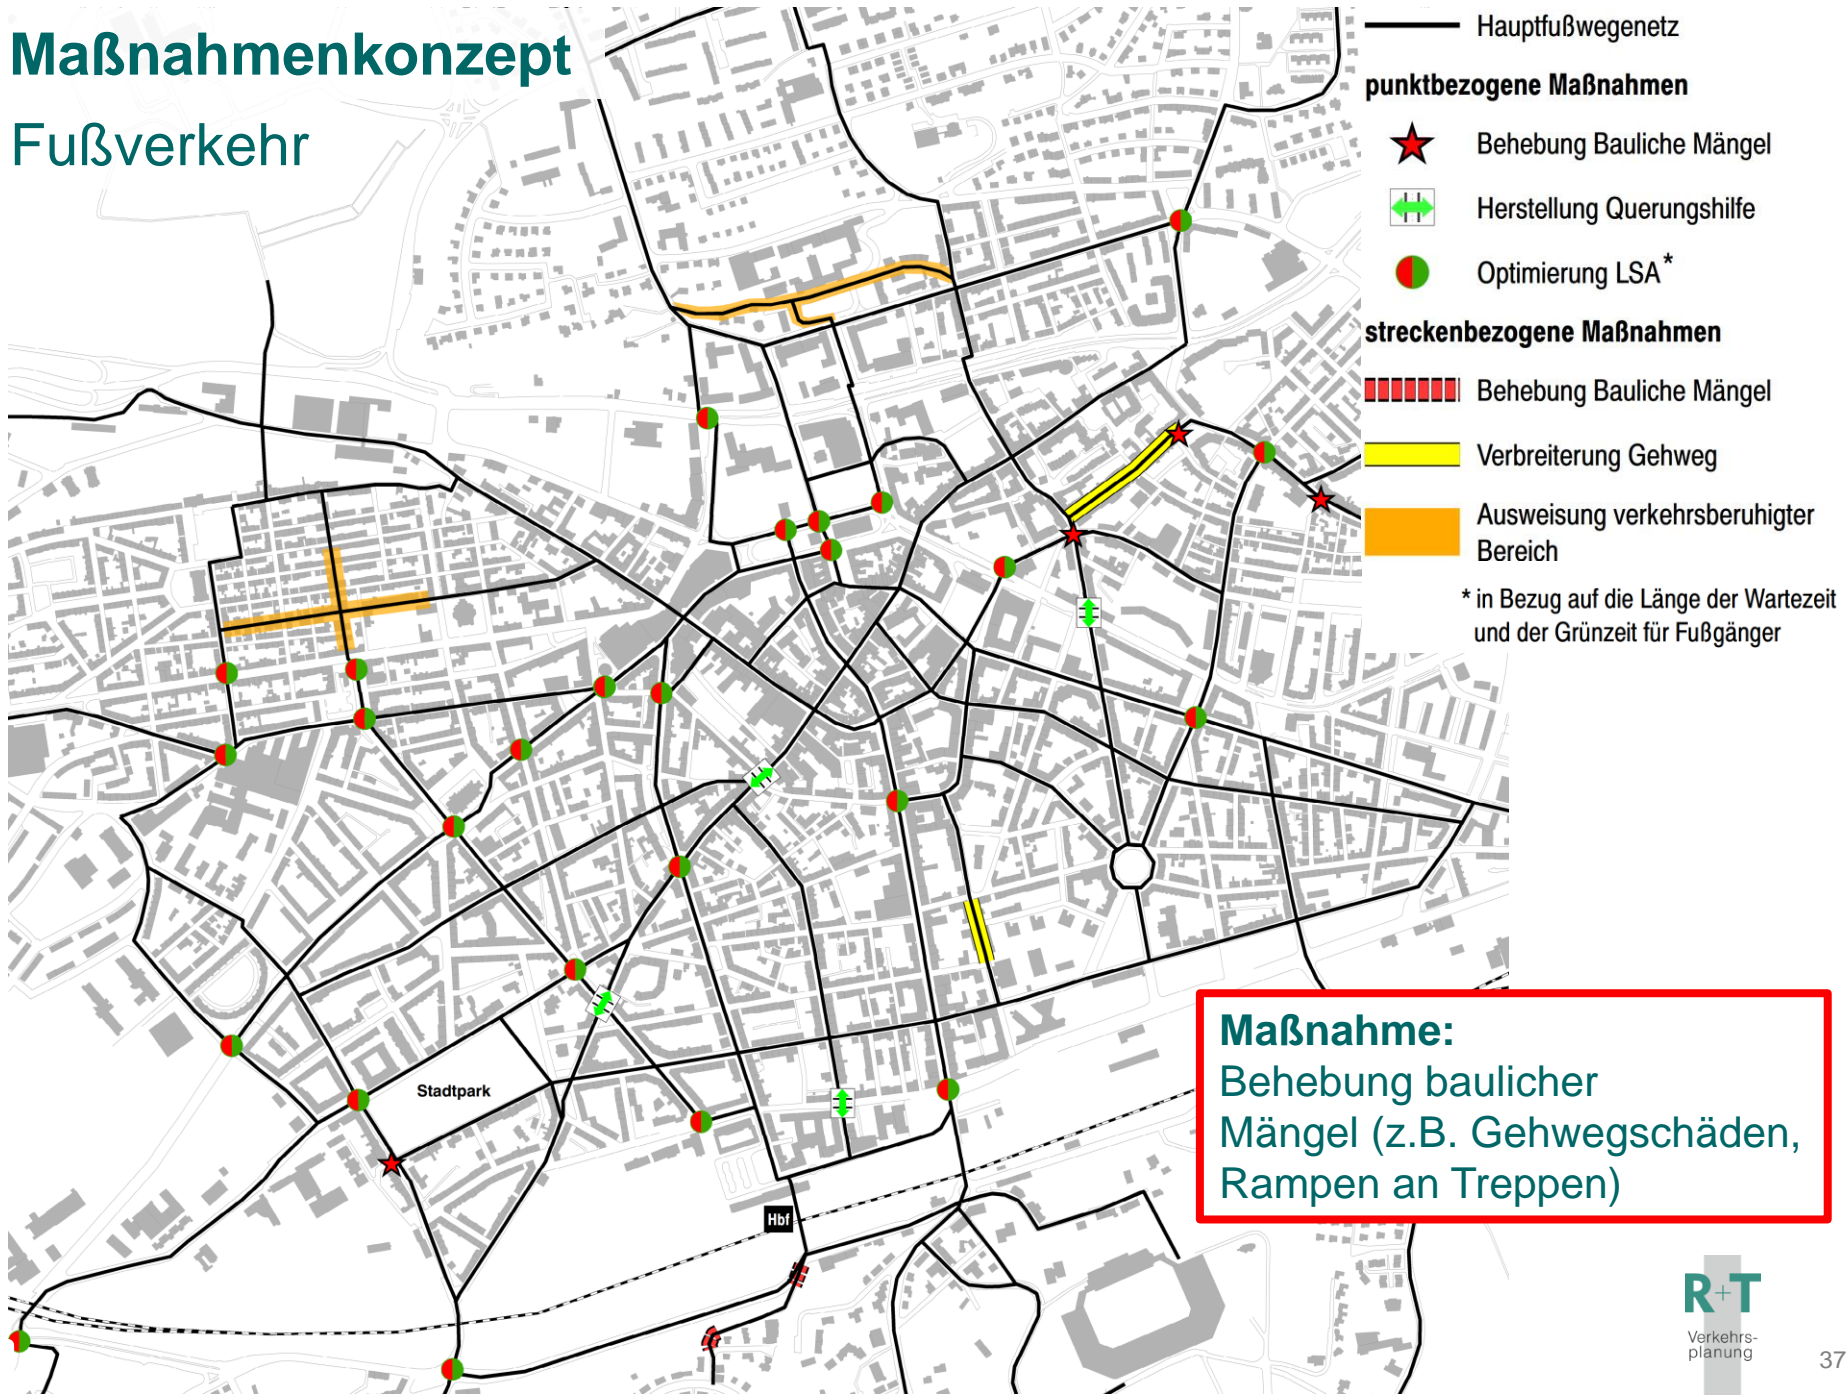 Maßnahmenkonzept
Fußverkehr
Hauptfußwegenetz
punktbezogene Maßnahmen
Behebung Bauliche Mängel
Herstellung Querungshilfe
Optimierung LSA*
streckenbezogene Maßnahmen
Behebung Bauliche Mängel
Verbreiterung Gehweg
Ausweisung verkehrsberuhigter
Bereich
* in Bezug auf die Länge der Wartezeit
und der Grünzeit für Fußgänger
Stadtpark
Hbf
Maßnahme:
Behebung baulicher
Mängel (z.B. Gehwegschäden,
Rampen an Treppen)
R+T
Verkehrs-
planung
37